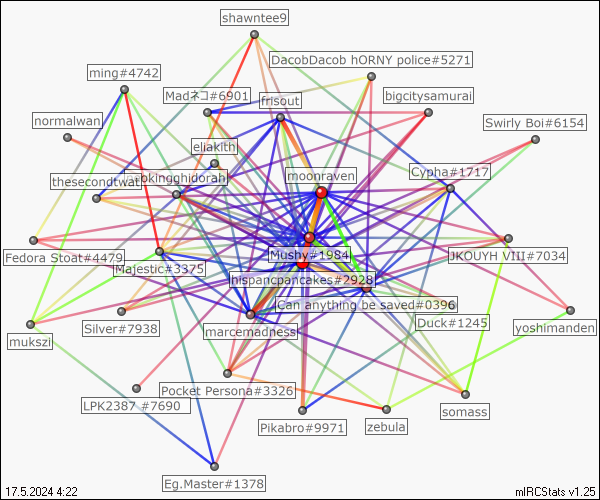 shawntee9
DacobDacob hORNY police#5271
ming#4742
Madネコ#6901
frisout
bigcitysamurai
normalwan
Swirly Boi#6154
eliakith
moonraven
Cypha#1717
thesecondtwatl
okingghidorah
Mushy#1984
Fedora Stoat#4479
Majestic#3375
JKOUYH VIII#7034
hispanpancakes#2928
Can anything be saved#0396
Silver#7938
marcemadness
Duck#1245
yoshimanden
mukszi
Pocket Persona#3326
LPK2387 #7690
somass
Pikabro#9971
zebula
Eg.Master#1378
17.5.2024 4:22
mIRCStats v1.25